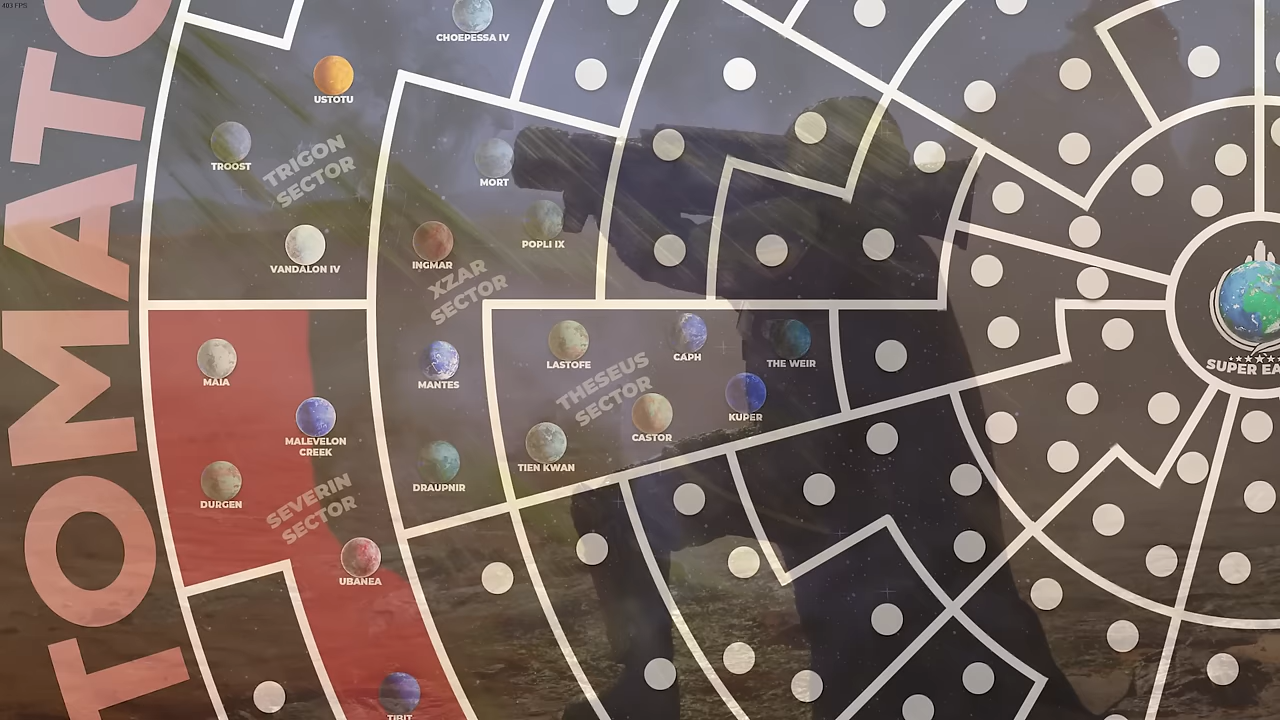 403 FPS
TOMATO
TOMATO
CHOEPESSA IV
USTOTU
TROOST
TRIGON
SECTOR
MORT
VANDALON IV
INGMAR
POPLI IX
XZAR
SECTOR
MAIA
MANTES
LASTOFE
CAPH
THE WEIR
THESEUS
SECTOR
MALEVELON
CREEK
KUPER
CASTOR
TIEN KWAN
DURGEN
DRAUPNIR
SEVERIN
SECTOR
UBANEA
TIBIT
SUPER EA